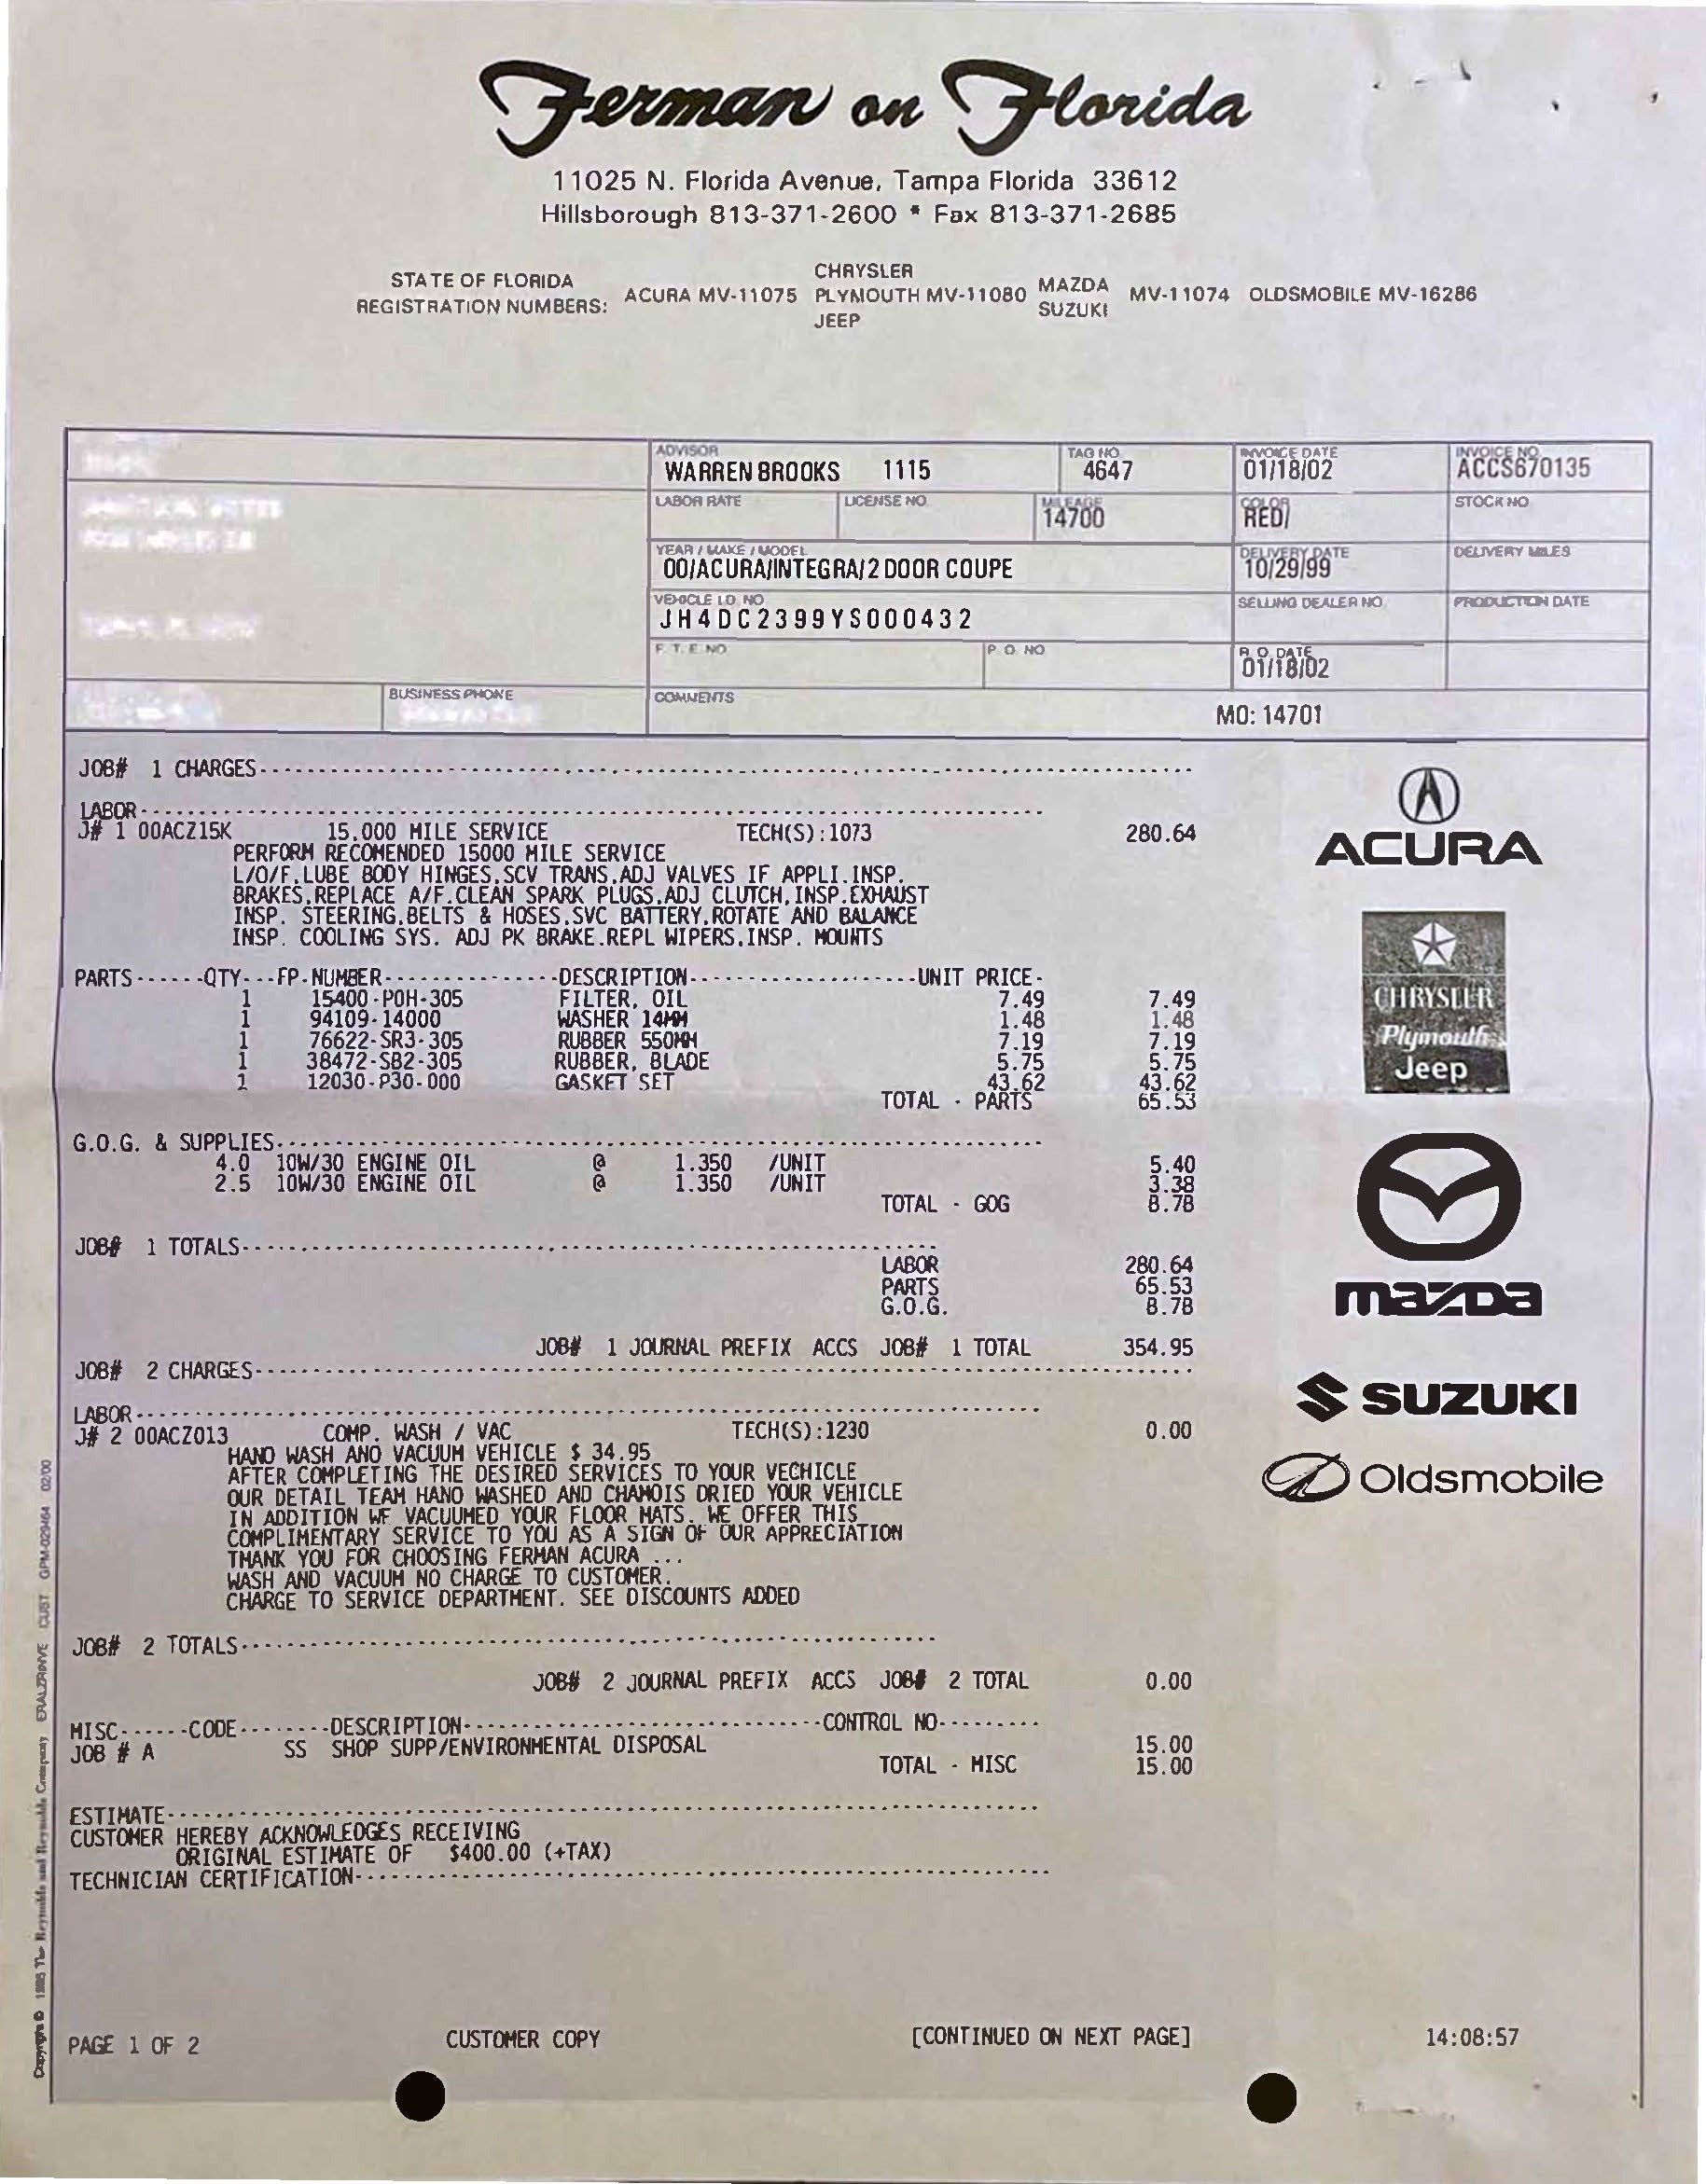 Ferman on Florida
11025 N. Florida Avenue, Tampa Florida 33612
Hillsborough 813-371-2600 * Fax 813-371-2685
STATE OF FLORIDA
REGISTRATION NUMBERS:
ACURA MV-11075
CHRYSLER
PLYMOUTH MV-11080
JEEP
MAZDA
SUZUKI
MV-11074
OLDSMOBILE MV-16286
ADVISOR
WARREN BROOKS 1115
TAG NO.
4647
INVOICE DATE
01/18/02
INVOICE NO.
ACCS670135
LABOR RATE
LICENSE NO.
MILEAGE
14700
COLOR
RED/
STOCK NO.
YEAR / MAKE / MODEL
00/ACURA/INTEGRA/2 DOOR COUPE
DELIVERY DATE
10/29/99
DELIVERY MILES
VEHICLE I.D. NO.
JH4DC2399YS000432
SELLING DEALER NO.
PRODUCTION DATE
F. T. E. NO.
P. O. NO.
R. O. DATE
01/18/02
BUSINESS PHONE
COMMENTS
MO: 14701
JOB# 1 CHARGES
LABOR
J# 1 00ACZ15K 15.000 MILE SERVICE TECH(S):1073 280.64
PERFORM RECOMENDED 15000 MILE SERVICE
L/O/F,LUBE BODY HINGES,SCV TRANS,ADJ VALVES IF APPLI.INSP.
BRAKES,REPLACE A/F.CLEAN SPARK PLUGS,ADJ CLUTCH,INSP.EXHAUST
INSP. STEERING.BELTS & HOSES,SVC BATTERY,ROTATE AND BALANCE
INSP. COOLING SYS. ADJ PK BRAKE.REPL WIPERS.INSP. MOUNTS
PARTS------QTY---FP-NUMBER---------------DESCRIPTION--------------------UNIT PRICE-
1 15400-POH-305 FILTER, OIL 7.49 7.49
1 94109-14000 WASHER 14MM 1.48 1.48
1 76622-SR3-305 RUBBER 550MM 7.19 7.19
1 38472-SB2-305 RUBBER, BLADE 5.75 5.75
1 12030-P30-000 GASKET SET 43.62 43.62
TOTAL - PARTS 65.53
G.O.G. & SUPPLIES
4.0 10W/30 ENGINE OIL @ 1.350 /UNIT 5.40
2.5 10W/30 ENGINE OIL @ 1.350 /UNIT 3.38
TOTAL - GOG 8.78
JOB# 1 TOTALS
LABOR 280.64
PARTS 65.53
G.O.G. 8.78
JOB# 1 JOURNAL PREFIX ACCS JOB# 1 TOTAL 354.95
JOB# 2 CHARGES
LABOR
J# 2 00ACZ013 COMP. WASH / VAC TECH(S):1230 0.00
HAND WASH AND VACUUM VEHICLE $ 34.95
AFTER COMPLETING THE DESIRED SERVICES TO YOUR VECHICLE
OUR DETAIL TEAM HAND WASHED AND CHAMOIS DRIED YOUR VEHICLE
IN ADDITION WE VACUUMED YOUR FLOOR MATS. WE OFFER THIS
COMPLIMENTARY SERVICE TO YOU AS A SIGN OF OUR APPRECIATION
THANK YOU FOR CHOOSING FERMAN ACURA ...
WASH AND VACUUM NO CHARGE TO CUSTOMER.
CHARGE TO SERVICE DEPARTMENT. SEE DISCOUNTS ADDED
JOB# 2 TOTALS
JOB# 2 JOURNAL PREFIX ACCS JOB# 2 TOTAL 0.00
MISC------CODE--------DESCRIPTION------------------------------CONTROL NO---------
JOB # A SS SHOP SUPP/ENVIRONMENTAL DISPOSAL 15.00
TOTAL - MISC 15.00
ESTIMATE
CUSTOMER HEREBY ACKNOWLEDGES RECEIVING
ORIGINAL ESTIMATE OF $400.00 (+TAX)
TECHNICIAN CERTIFICATION
ACURA
CHRYSLER
Plymouth
Jeep
mazda
SUZUKI
Oldsmobile
PAGE 1 OF 2 CUSTOMER COPY [CONTINUED ON NEXT PAGE] 14:08:57
Copyright © The Reynolds and Reynolds Company CUST GPM-029464 02/00